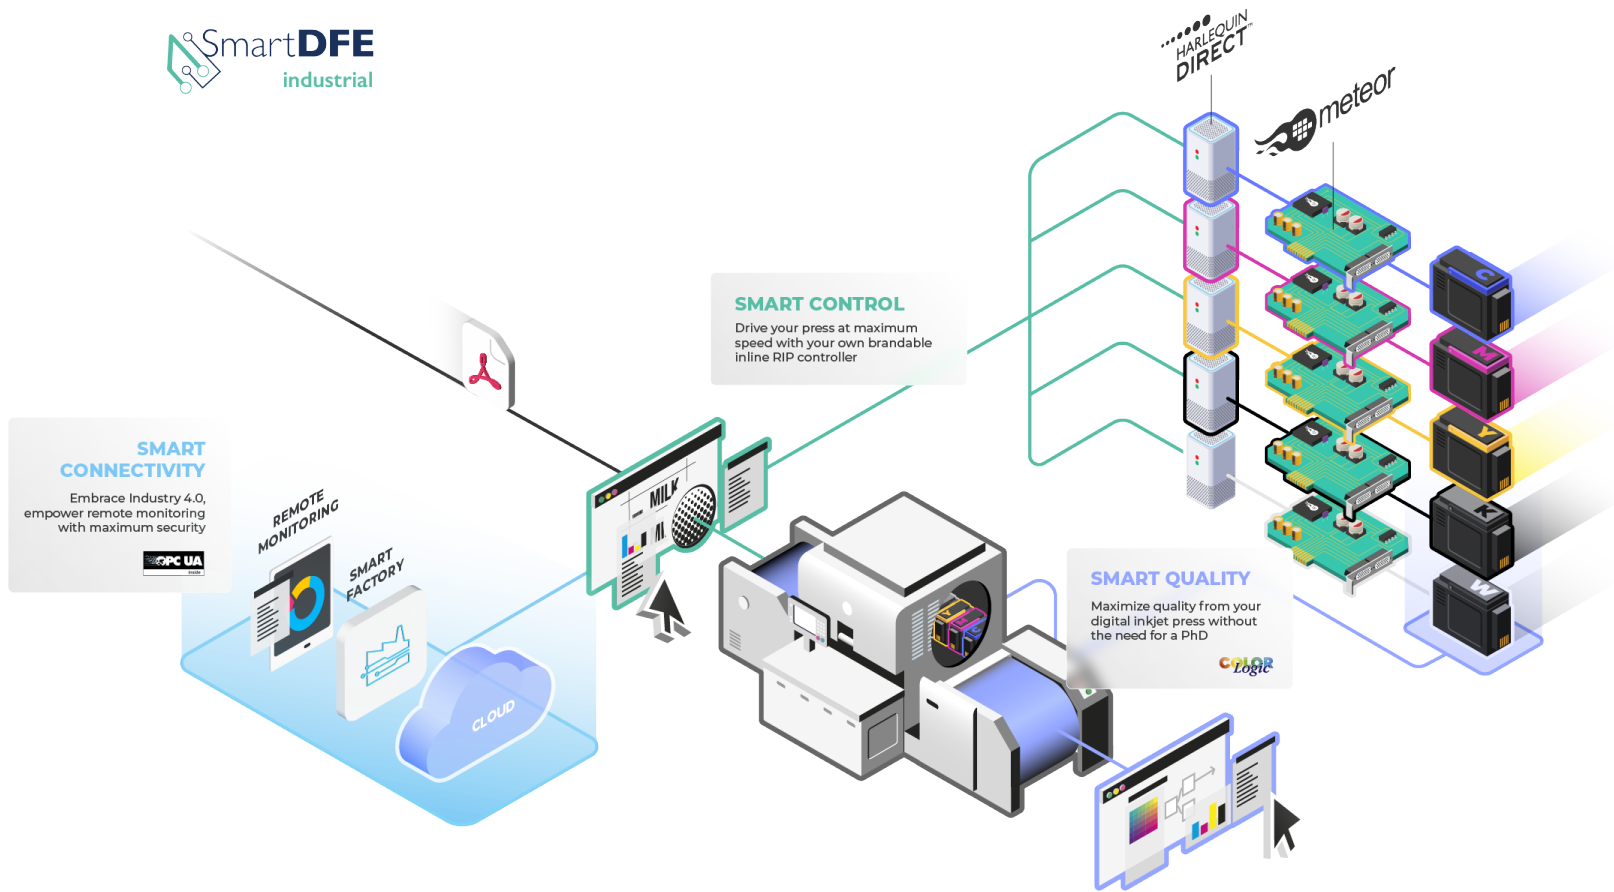 SmartDFE
industrial
HARLEQUIN
DIRECT™
meteor
SMART CONTROL
Drive your press at maximum
speed with your own brandable
inline RIP controller
SMART
CONNECTIVITY
Embrace Industry 4.0,
empower remote monitoring
with maximum security
OPC UA
Inside
REMOTE
MONITORING
SMART
FACTORY
CLOUD
MILK
SMART QUALITY
Maximize quality from your
digital inkjet press without
the need for a PhD
COLOR
Logic
C
M
Y
K
W
Y
M
C